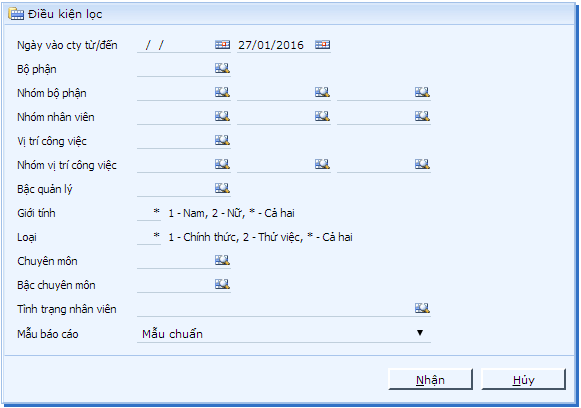 Điều kiện lọc
Ngày vào cty từ/đến / / 27/01/2016
Bộ phận
Nhóm bộ phận
Nhóm nhân viên
Vị trí công việc
Nhóm vị trí công việc
Bậc quản lý
Giới tính * 1 - Nam, 2 - Nữ, * - Cả hai
Loại * 1 - Chính thức, 2 - Thử việc, * - Cả hai
Chuyên môn
Bậc chuyên môn
Tình trạng nhân viên
Mẫu báo cáo Mẫu chuẩn
Nhận Hủy